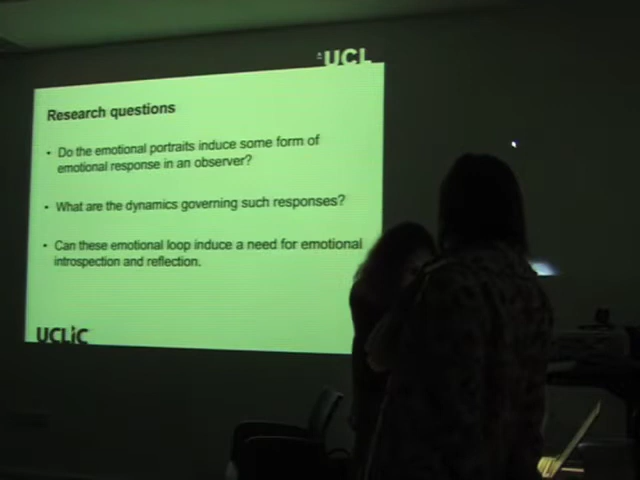 UCL
Research questions
• Do the emotional portraits induce some form of
emotional response in an observer?
• What are the dynamics governing such responses?
• Can these emotional loop induce a need for emotional
introspection and reflection.
UCLIC